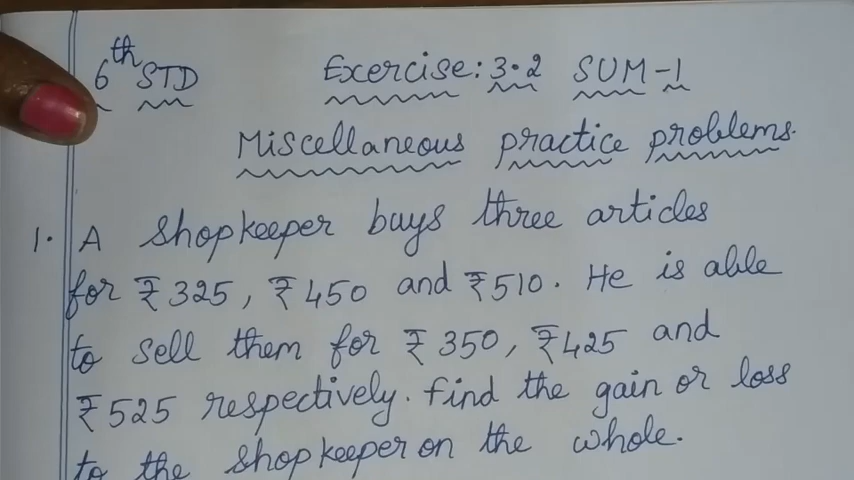 6th STD Exercise: 3.2 SUM-1
Miscellaneous practice problems.
1. A shopkeeper buys three articles
for ₹325, ₹450 and ₹510. He is able
to sell them for ₹350, ₹425 and
₹525 respectively. Find the gain or loss
to the shopkeeper on the whole.